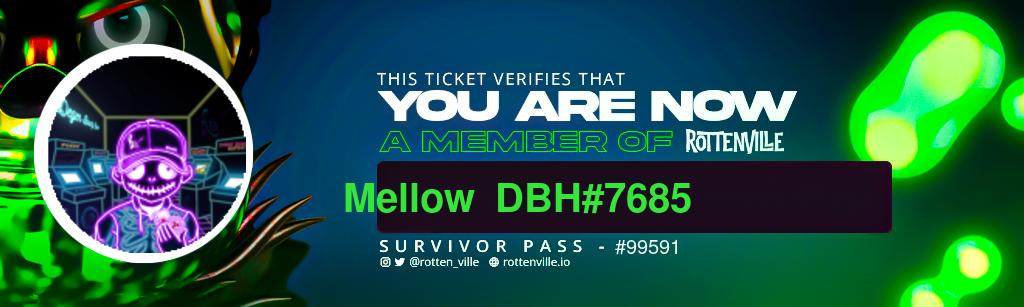 THIS TICKET VERIFIES THAT
YOU ARE NOW
A MEMBER OF ROTTENVILLE
Mellow DBH#7685
SURVIVOR PASS - #99591
@rotten_ville rottenville.io